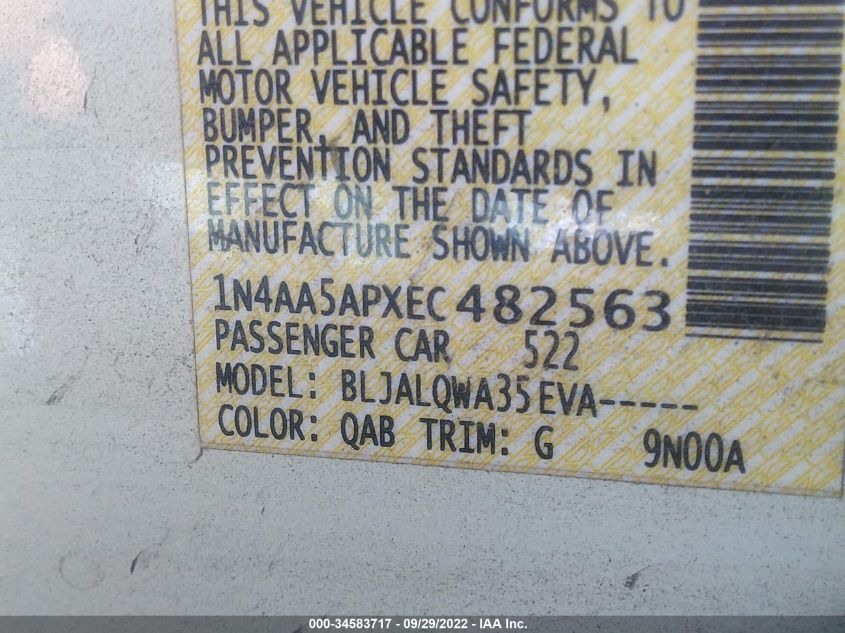 THIS VEHICLE CONFORMS TO
ALL APPLICABLE FEDERAL
MOTOR VEHICLE SAFETY,
BUMPER, AND THEFT
PREVENTION STANDARDS IN
EFFECT ON THE DATE OF
MANUFACTURE SHOWN ABOVE.
1N4AA5APXEC482563
PASSENGER CAR 522
MODEL: BLJALQWA35EVA-----
COLOR: QAB TRIM: G 9N00A
000-34583717 - 09/29/2022 - IAA Inc.